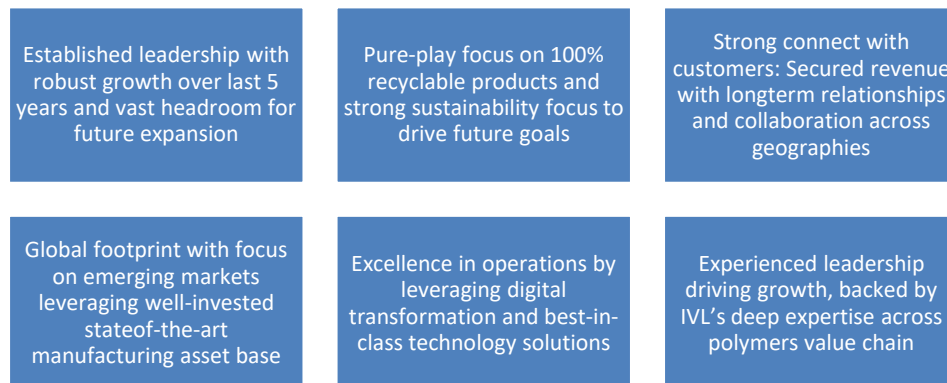 Established leadership with
robust growth over last 5
years and vast headroom for
future expansion
Pure-play focus on 100%
recyclable products and
strong sustainability focus to
drive future goals
Strong connect with
customers: Secured revenue
with longterm relationships
and collaboration across
geographies
Global footprint with focus
on emerging markets
leveraging well-invested
stateof-the-art
manufacturing asset base
Excellence in operations by
leveraging digital
transformation and best-in-
class technology solutions
Experienced leadership
driving growth, backed by
IVL’s deep expertise across
polymers value chain